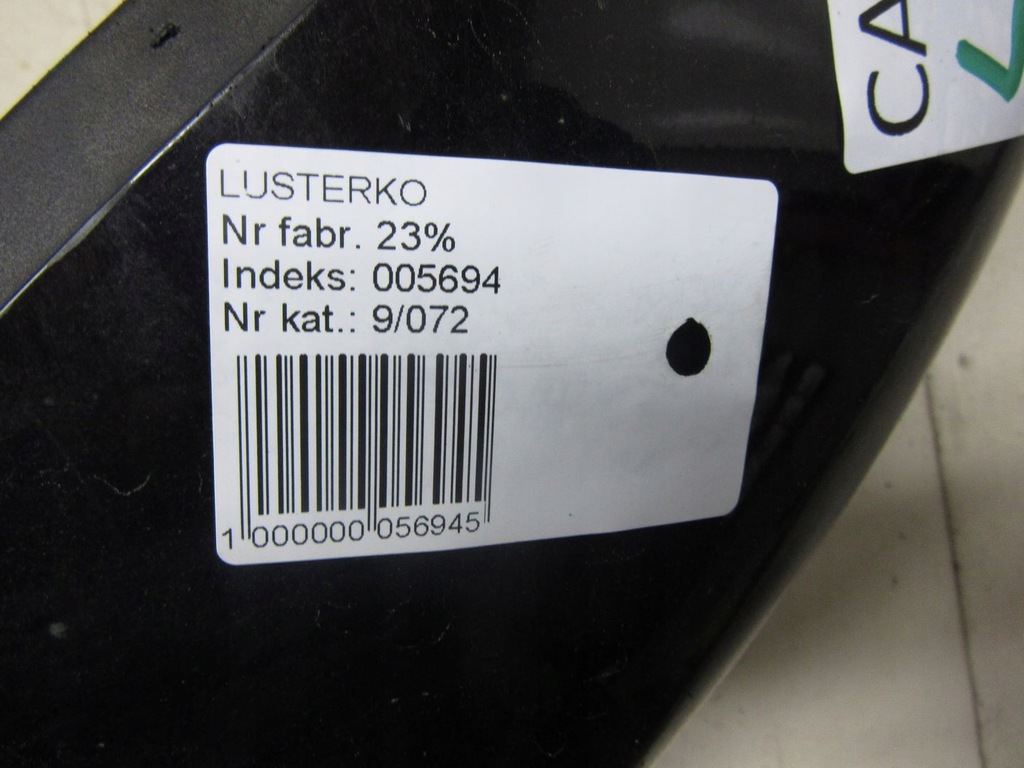 LUSTERKO
Nr fabr. 23%
Indeks: 005694
Nr kat.: 9/072
1 000000 056945
CA